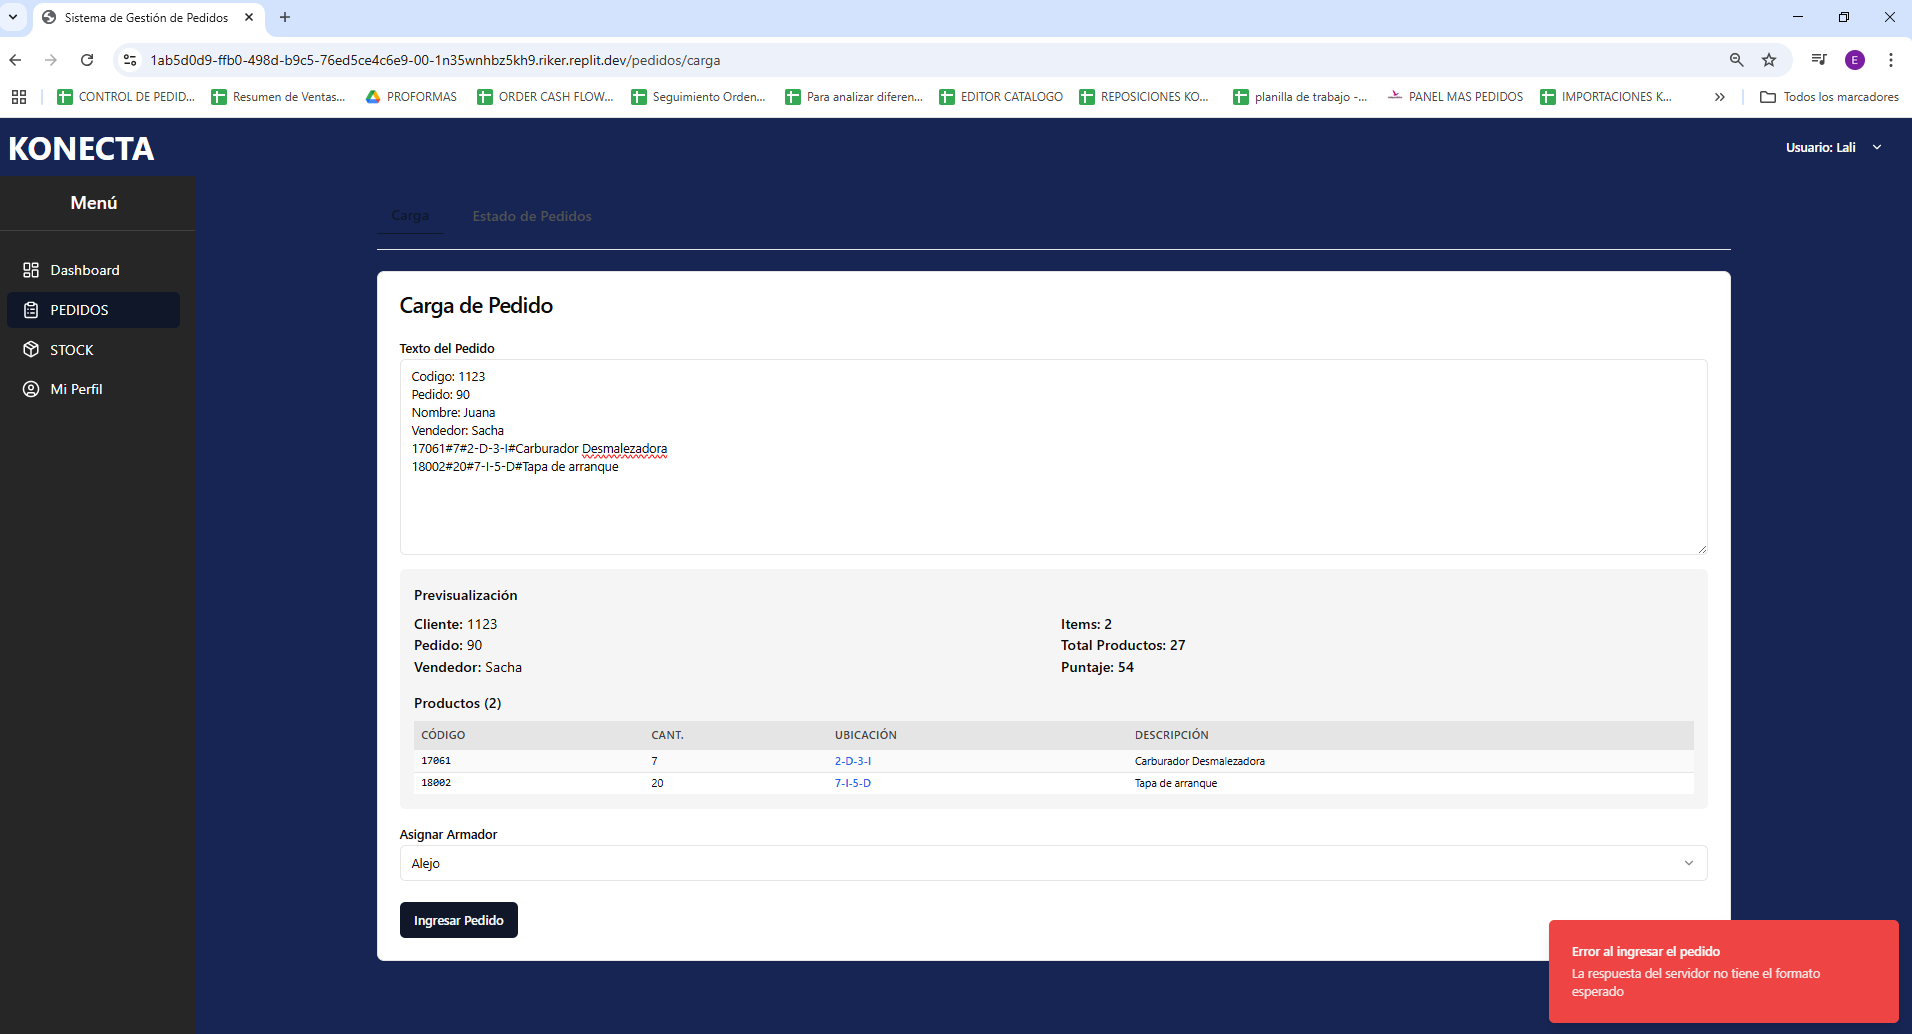 Sistema de Gestión de Pedidos
1ab5d0d9-ffb0-498d-b9c5-76ed5ce4c6e9-00-1n35wnhbz5kh9.riker.replit.dev/pedidos/carga
E
CONTROL DE PEDID...
Resumen de Ventas...
PROFORMAS
ORDER CASH FLOW...
Seguimiento Orden...
Para analizar diferen...
EDITOR CATALOGO
REPOSICIONES KO...
planilla de trabajo -...
PANEL MAS PEDIDOS
IMPORTACIONES K...
Todos los marcadores
KONECTA
Usuario: Lali
Menú
Dashboard
PEDIDOS
STOCK
Mi Perfil
Carga
Estado de Pedidos
Carga de Pedido
Texto del Pedido
Codigo: 1123
Pedido: 90
Nombre: Juana
Vendedor: Sacha
17061#7#2-D-3-I#Carburador Desmalezadora
18002#20#7-I-5-D#Tapa de arranque
Previsualización
Cliente: 1123
Pedido: 90
Vendedor: Sacha
Items: 2
Total Productos: 27
Puntaje: 54
Productos (2)
CÓDIGO CANT. UBICACIÓN DESCRIPCIÓN
17061 7 2-D-3-I Carburador Desmalezadora
18002 20 7-I-5-D Tapa de arranque
Asignar Armador
Alejo
Ingresar Pedido
Error al ingresar el pedido
La respuesta del servidor no tiene el formato
esperado